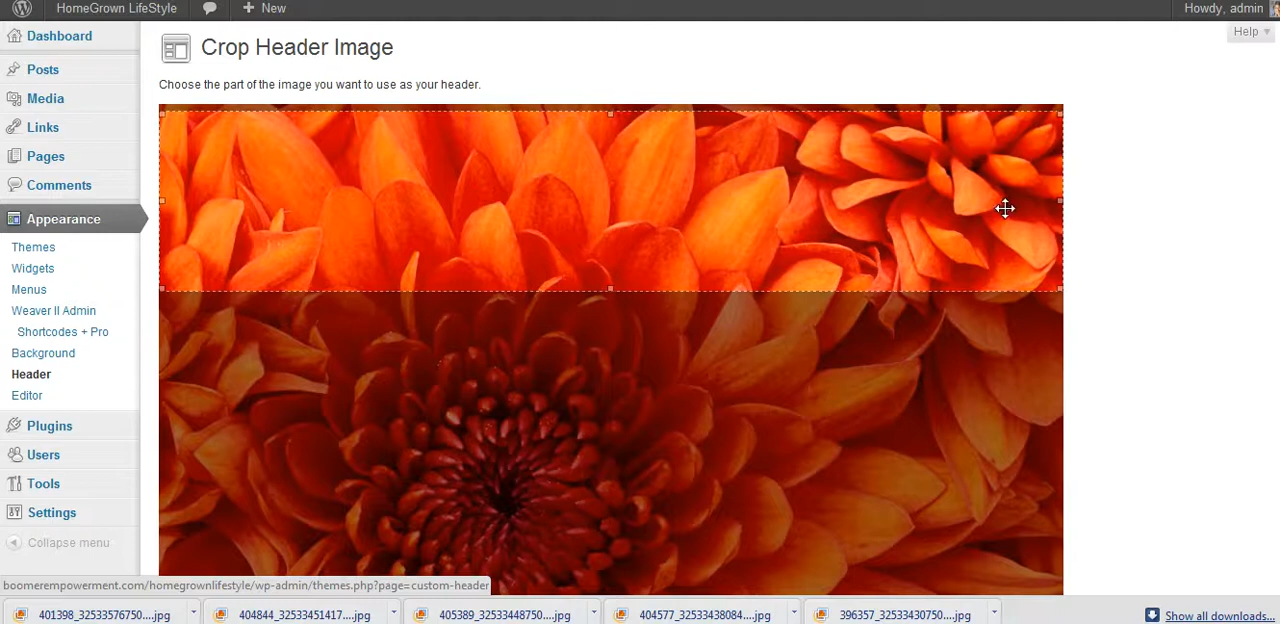 HomeGrown LifeStyle
New
Howdy, admin
Help
Dashboard
Posts
Media
Links
Pages
Comments
Appearance
Themes
Widgets
Menus
Weaver II Admin
Shortcodes + Pro
Background
Header
Editor
Plugins
Users
Tools
Settings
Collapse menu
Crop Header Image
Choose the part of the image you want to use as your header.
boomerempowerment.com/homegrownlifestyle/wp-admin/themes.php?page=custom-header
401398_32533576750....jpg
404844_32533451417....jpg
405389_32533448750....jpg
404577_32533438084....jpg
396357_32533430750....jpg
Show all downloads...